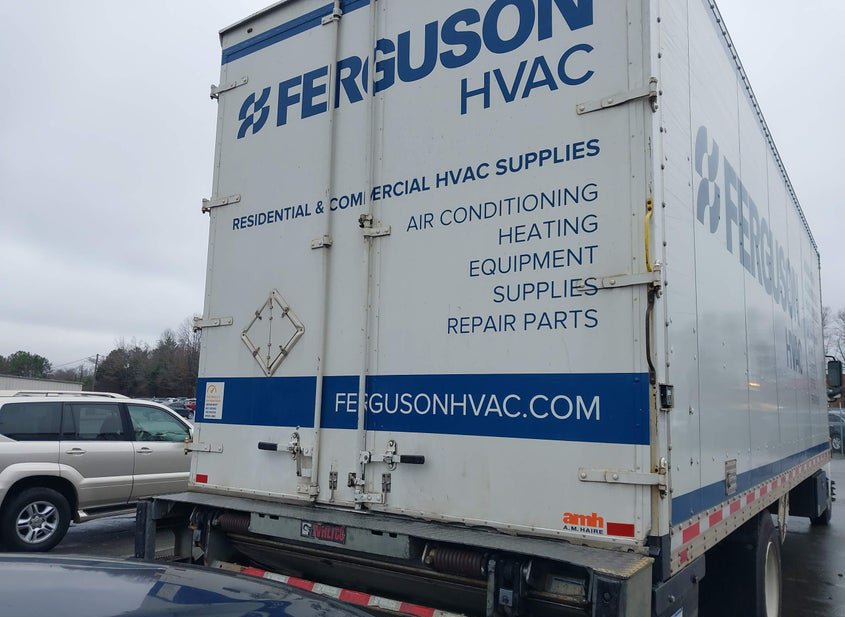 FERGUSON
HVAC
RESIDENTIAL & COMMERCIAL HVAC SUPPLIES
AIR CONDITIONING
HEATING
EQUIPMENT
SUPPLIES
REPAIR PARTS
FERGUSONHVAC.COM
amh
A.M. HAIRE
FERGUSON
HVAC